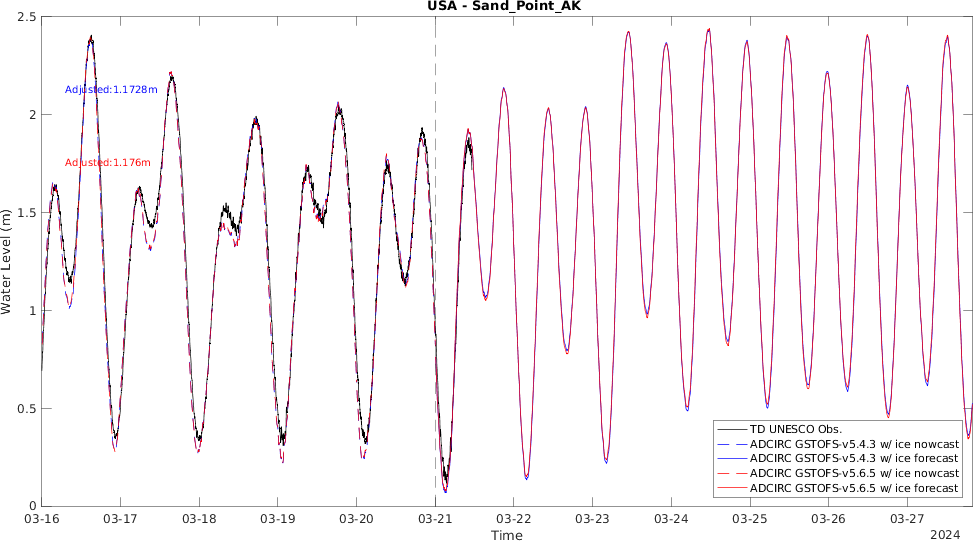 USA - Sand_Point_AK
2.5
2
1.5
1
0.5
0
Water Level (m)
Adjusted:1.1728m
Adjusted:1.176m
TD UNESCO Obs.
ADCIRC GSTOFS-v5.4.3 w/ ice nowcast
ADCIRC GSTOFS-v5.4.3 w/ ice forecast
ADCIRC GSTOFS-v5.6.5 w/ ice nowcast
ADCIRC GSTOFS-v5.6.5 w/ ice forecast
03-16 03-17 03-18 03-19 03-20 03-21 03-22 03-23 03-24 03-25 03-26 03-27
Time
2024